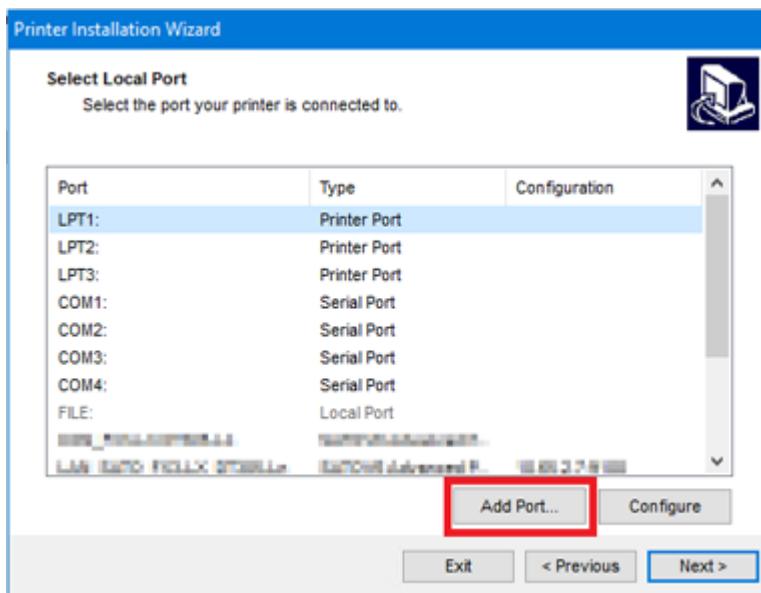 Printer Installation Wizard
Select Local Port
Select the port your printer is connected to.
Port Type Configuration
LPT1: Printer Port
LPT2: Printer Port
LPT3: Printer Port
COM1: Serial Port
COM2: Serial Port
COM3: Serial Port
COM4: Serial Port
FILE: Local Port
Add Port... Configure
Exit < Previous Next >